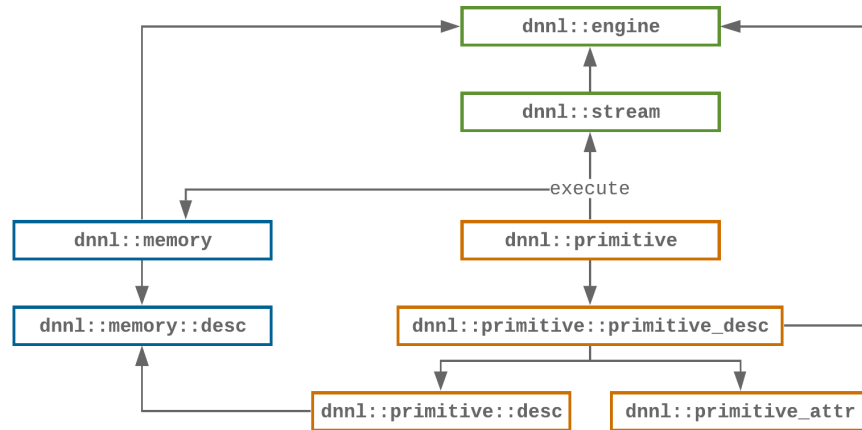 dnnl::engine
dnnl::stream
execute
dnnl::memory
dnnl::primitive
dnnl::memory::desc
dnnl::primitive::primitive_desc
dnnl::primitive::desc
dnnl::primitive_attr